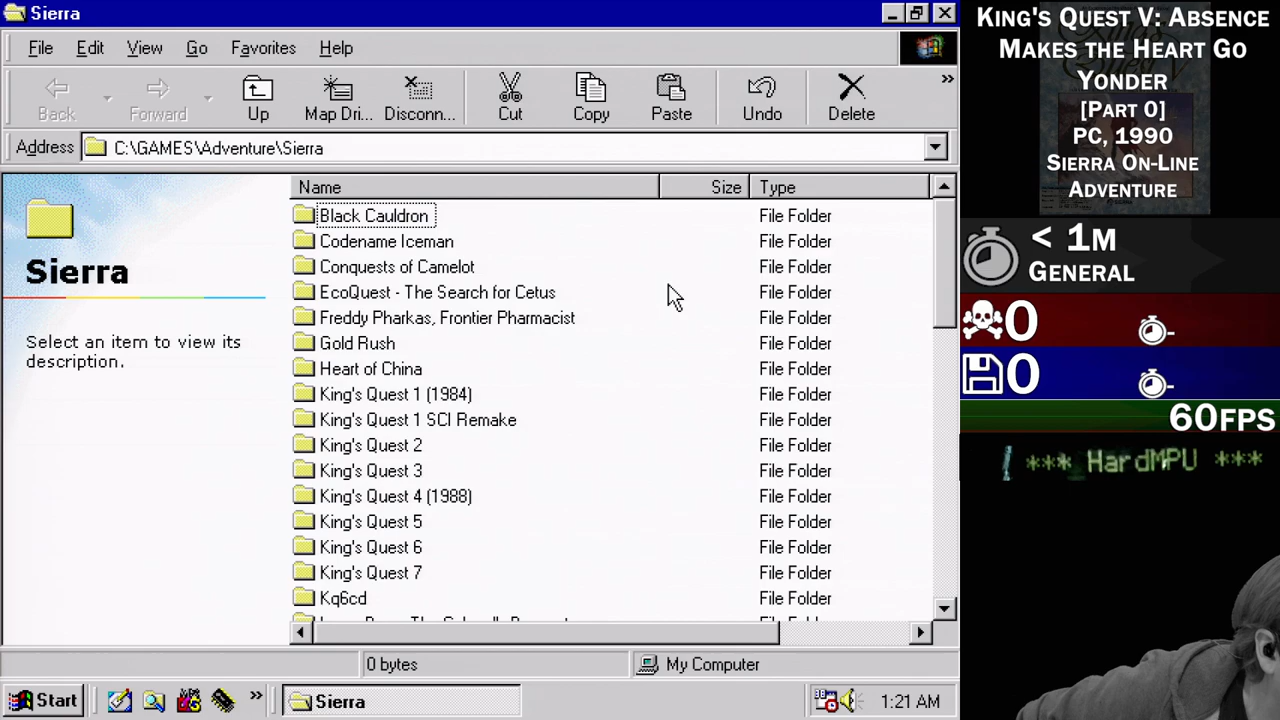 Sierra
File Edit View Go Favorites Help
Back Forward Up Map Dri... Disconn... Cut Copy Paste Undo Delete »
Address C:\GAMES\Adventure\Sierra
Sierra
Select an item to view its
description.
Name Size Type
Black Cauldron File Folder
Codename Iceman File Folder
Conquests of Camelot File Folder
EcoQuest - The Search for Cetus File Folder
Freddy Pharkas, Frontier Pharmacist File Folder
Gold Rush File Folder
Heart of China File Folder
King's Quest 1 (1984) File Folder
King's Quest 1 SCI Remake File Folder
King's Quest 2 File Folder
King's Quest 3 File Folder
King's Quest 4 (1988) File Folder
King's Quest 5 File Folder
King's Quest 6 File Folder
King's Quest 7 File Folder
Kq6cd File Folder
0 bytes My Computer
Start » Sierra 1:21 AM
King's Quest V: Absence
Makes the Heart Go
Yonder
[Part 0]
PC, 1990
Sierra On-Line
Adventure
< 1m
General
0 -
0 -
60FPS
*** HardMPU ***